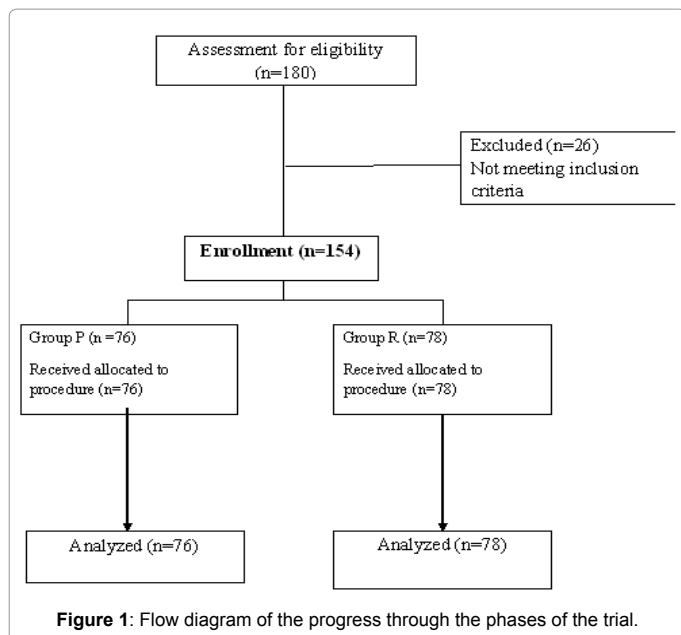 Assessment for eligibility
(n=180)
Excluded (n=26)
Not meeting inclusion
criteria
Enrollment (n=154)
Group P (n =76)
Received allocated to
procedure (n=76)
Group R (n=78)
Received allocated to
procedure (n=78)
Analyzed (n=76)
Analyzed (n=78)
Figure 1: Flow diagram of the progress through the phases of the trial.